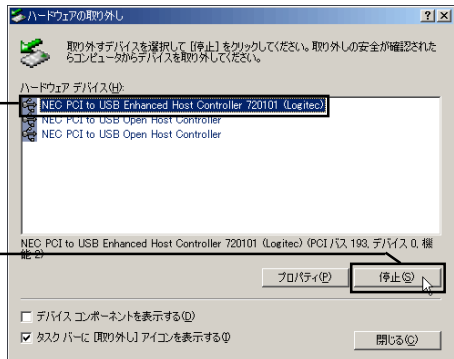 ハードウェアの取り外し
取り外すデバイスを選択して [停止] をクリックしてください。取り外しの安全が確認された
らコンピュータからデバイスを取り外してください。
ハードウェア デバイス(H):
NEC PCI to USB Enhanced Host Controller 720101 (Logitec)
NEC PCI to USB Open Host Controller
NEC PCI to USB Open Host Controller
NEC PCI to USB Enhanced Host Controller 720101 (Logitec) (PCI バス 193, デバイス 0, 機
能 2)
プロパティ(P)
停止(S)
デバイス コンポーネントを表示する(D)
タスク バーに [取り外し] アイコンを表示する(I)
閉じる(C)